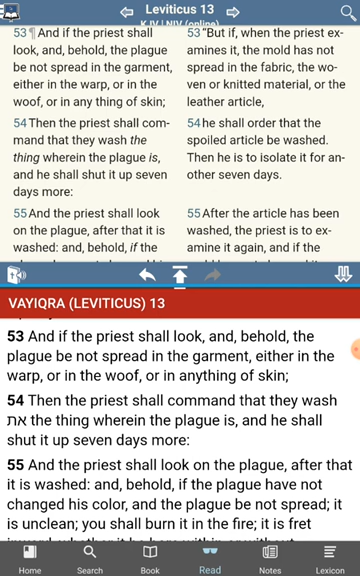 Leviticus 13
KJV | NIV (online)
53 ¶ And if the priest shall
look, and, behold, the plague
be not spread in the garment,
either in the warp, or in the
woof, or in any thing of skin;
54 Then the priest shall com-
mand that they wash the
thing wherein the plague is,
and he shall shut it up seven
days more:
55 And the priest shall look
on the plague, after that it is
washed: and, behold, if the
53 "But if, when the priest ex-
amines it, the mold has not
spread in the fabric, the wo-
ven or knitted material, or the
leather article,
54 he shall order that the
spoiled article be washed.
Then he is to isolate it for an-
other seven days.
55 After the article has been
washed, the priest is to ex-
amine it again, and if the
VAYIQRA (LEVITICUS) 13
53 And if the priest shall look, and, behold, the
plague be not spread in the garment, either in the
warp, or in the woof, or in anything of skin;
54 Then the priest shall command that they wash
את the thing wherein the plague is, and he shall
shut it up seven days more:
55 And the priest shall look on the plague, after that
it is washed: and, behold, if the plague have not
changed his color, and the plague be not spread; it
is unclean; you shall burn it in the fire; it is fret
Home
Search
Book
Read
Notes
Lexicon